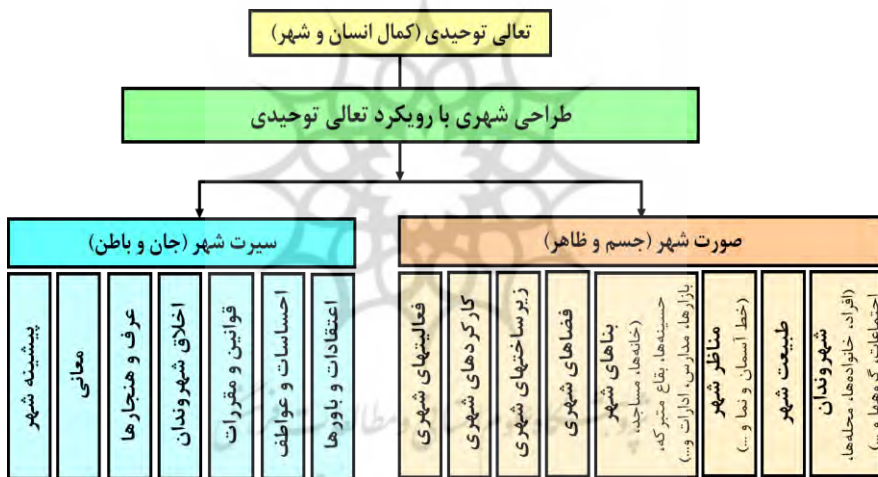 تعالی توحیدی (کمال انسان و شهر)
طراحی شهری با رویکرد تعالی توحیدی
صورت شهر (جسم و ظاهر)
سیرت شهر (جان و باطن)
شهروندان
(افراد، خانواده‌ها، محله‌ها،
اجتماعات، گروهها و ...)
طبیعت شهر
مناظر شهر
(خط آسمان و نما و ...)
بناهای شهر
(خانه‌ها، مساجد،
حسینیه‌ها، بقاع متبرکه،
بازارها، مدارس، ادارات و...)
فضاهای شهری
زیرساختهای شهری
کارکردهای شهری
فعالیتهای شهری
اعتقادات و باورها
احساسات و عواطف
قوانین و مقررات
اخلاق شهروندان
عرف و هنجارها
معانی
پیشینه شهر